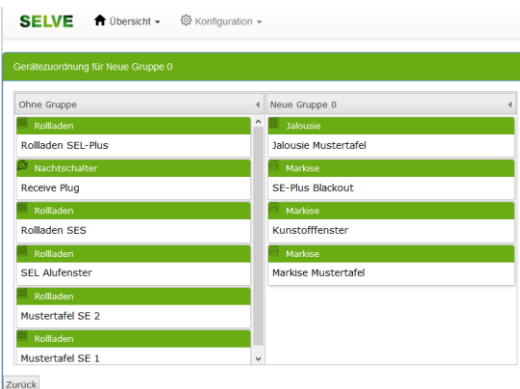 SELVE Übersicht Konfiguration
Gerätezuordnung für Neue Gruppe 0
Ohne Gruppe
Rollladen
Rollladen SEL-Plus
Nachtschalter
Receive Plug
Rollladen
Rollladen SES
Rollladen
SEL Alufenster
Rollladen
Mustertafel SE 2
Rollladen
Mustertafel SE 1
Neue Gruppe 0
Jalousie
Jalousie Mustertafel
Markise
SE-Plus Blackout
Markise
Kunstofffenster
Markise
Markise Mustertafel
Zurück